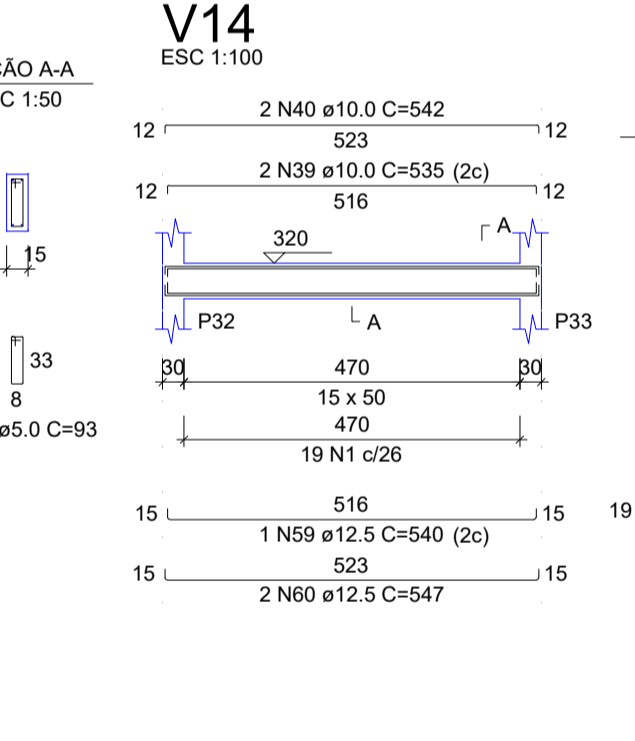 V14
ESC 1:100
ÇÃO A-A
C 1:50
2 N40 ø10.0 C=542
12
523
12
2 N39 ø10.0 C=535 (2c)
12
516
12
320
A
15
P32
A
P33
33
8
ø5.0 C=93
30
470
30
15 x 50
470
19 N1 c/26
15
516
15
19
1 N59 ø12.5 C=540 (2c)
15
523
15
2 N60 ø12.5 C=547